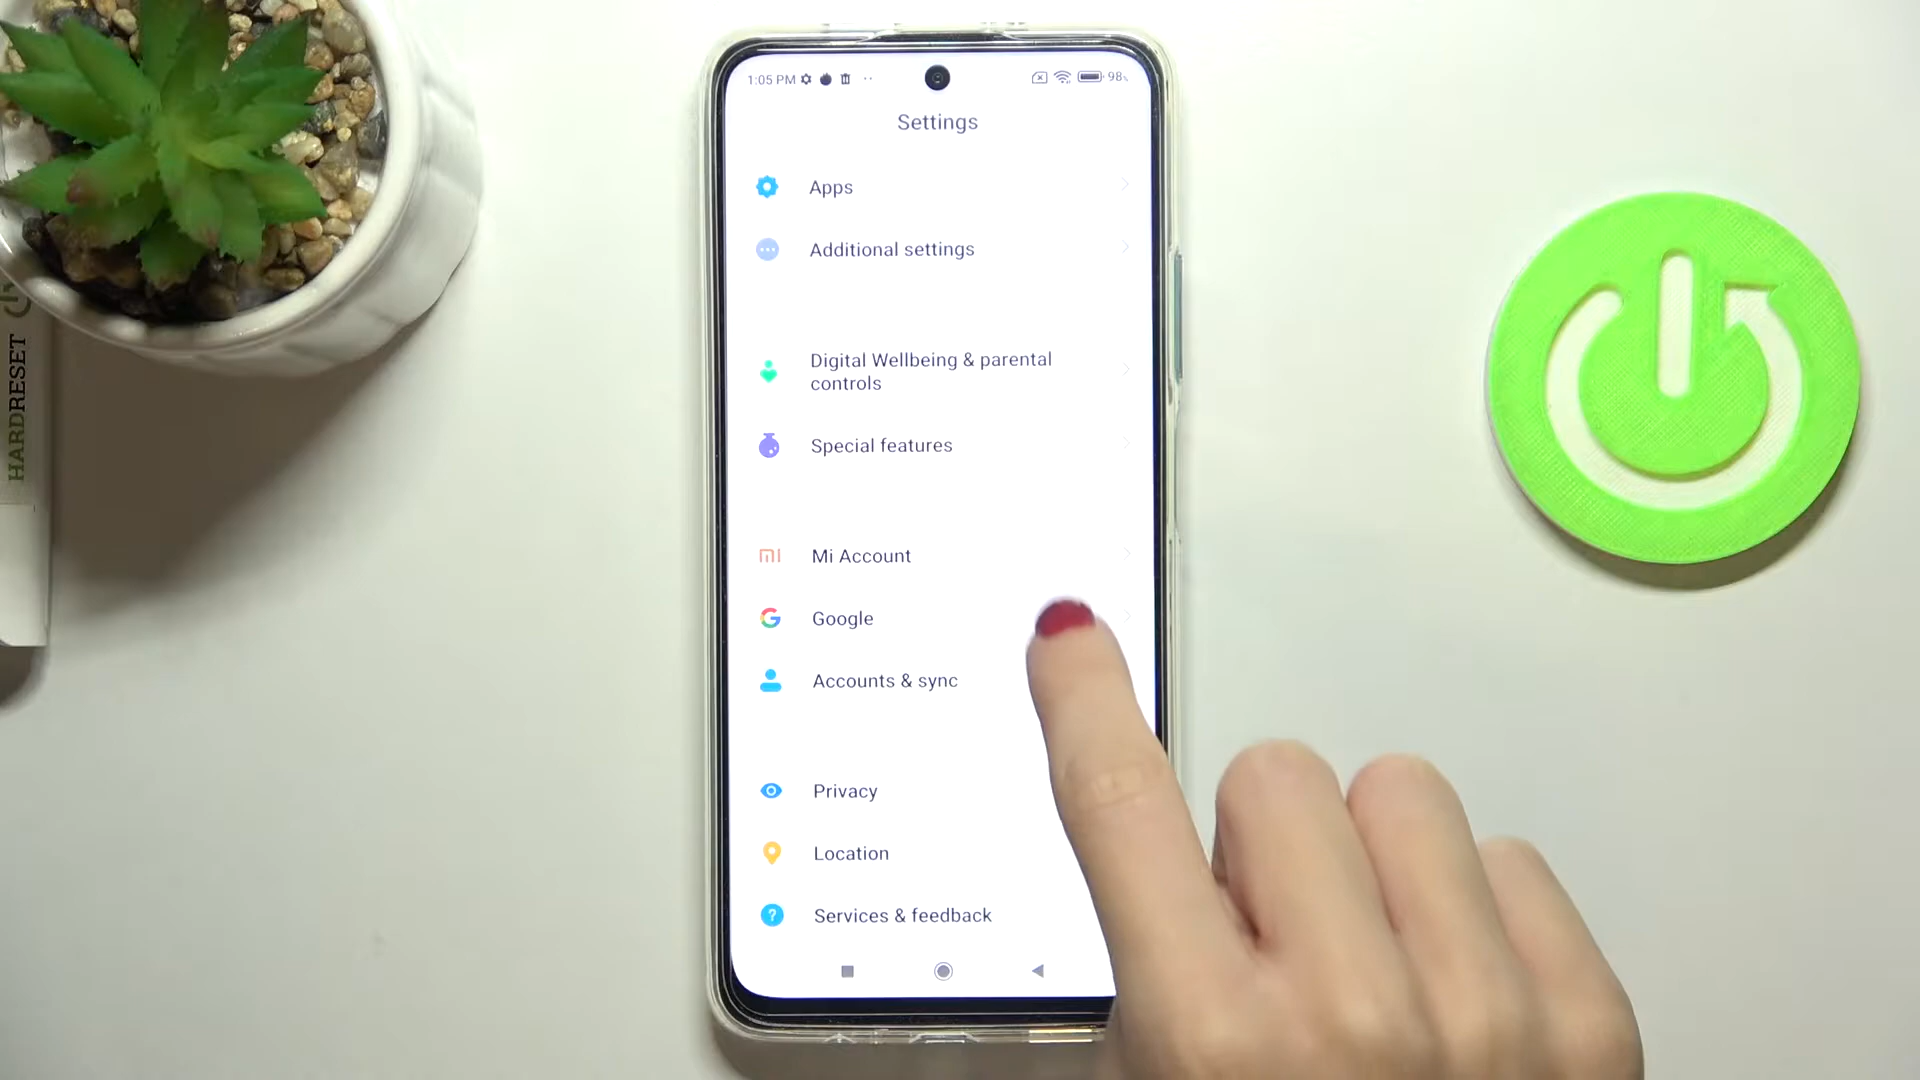 1:05 PM
98%
Settings
Apps
Additional settings
Digital Wellbeing & parental
controls
Special features
Mi Account
Google
Accounts & sync
Privacy
Location
Services & feedback
HARDRESET